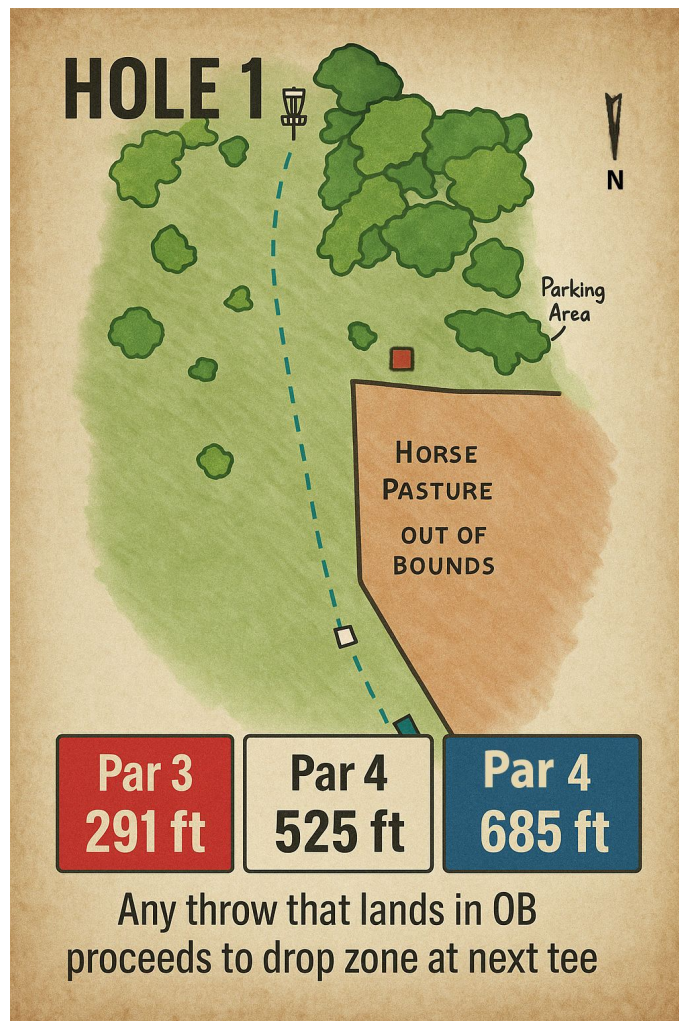 HOLE 1
N
Parking
Area
HORSE
PASTURE
OUT OF
BOUNDS
Par 3
291 ft
Par 4
525 ft
Par 4
685 ft
Any throw that lands in OB
proceeds to drop zone at next tee